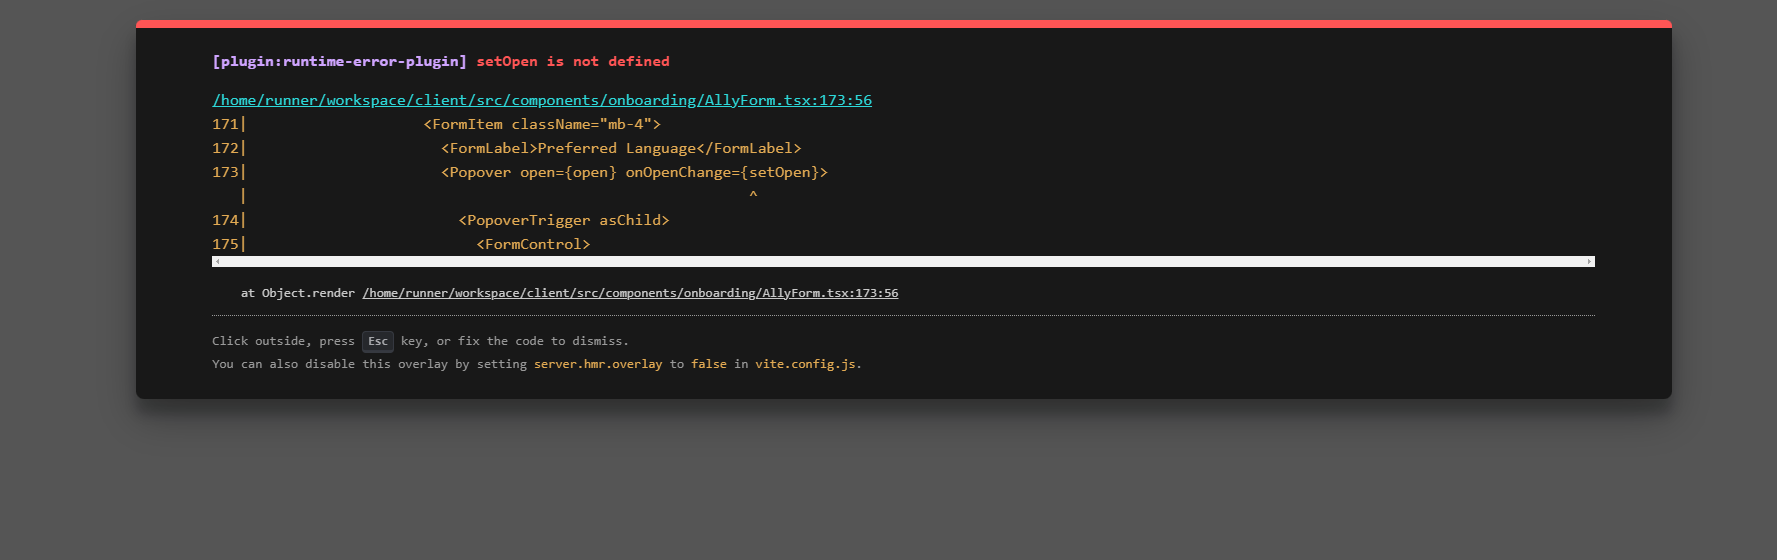 [plugin:runtime-error-plugin] setOpen is not defined
/home/runner/workspace/client/src/components/onboarding/AllyForm.tsx:173:56
171|                    <FormItem className="mb-4">
172|                      <FormLabel>Preferred Language</FormLabel>
173|                      <Popover open={open} onOpenChange={setOpen}>
   |                                                         ^
174|                        <PopoverTrigger asChild>
175|                          <FormControl>
at Object.render /home/runner/workspace/client/src/components/onboarding/AllyForm.tsx:173:56
Click outside, press Esc key, or fix the code to dismiss.
You can also disable this overlay by setting server.hmr.overlay to false in vite.config.js.